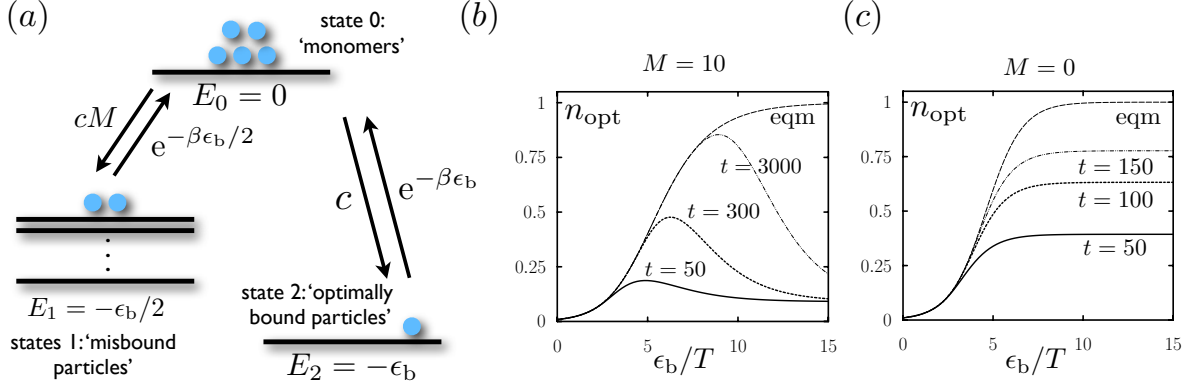 (a)
state 0:
'monomers'
E₀ = 0
cM
e^{−βε_b/2}
c
e^{−βε_b}
E₁ = −ε_b/2
states 1:'misbound
particles'
state 2:'optimally
bound particles'
E₂ = −ε_b
(b)
M = 10
n_opt
eqm
t = 3000
t = 300
t = 50
1
0.75
0.5
0.25
0
0 5 10 15
ϵ_b/T
(c)
M = 0
n_opt
eqm
t = 150
t = 100
t = 50
1
0.75
0.5
0.25
0
0 5 10 15
ϵ_b/T